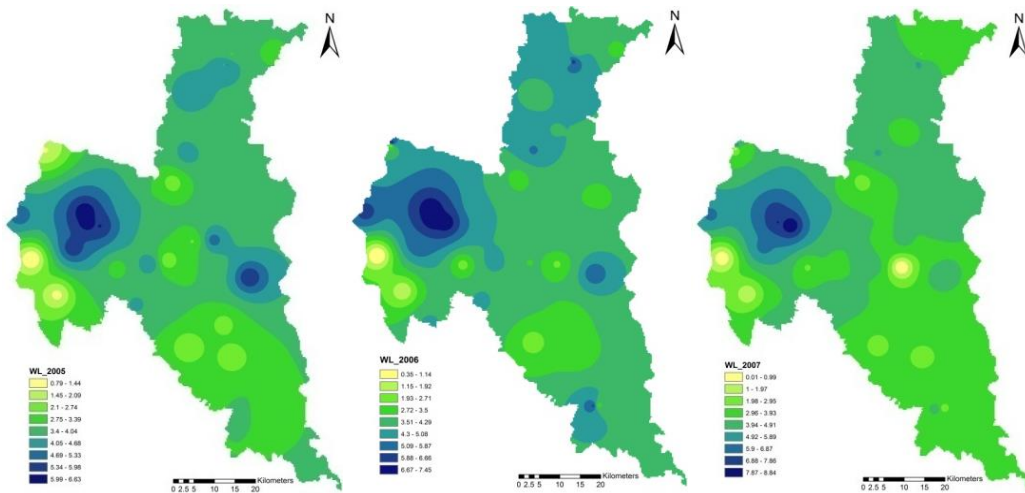 N
WL_2005
0.79 - 1.44
1.45 - 2.09
2.1 - 2.74
2.75 - 3.39
3.4 - 4.04
4.05 - 4.68
4.69 - 5.33
5.34 - 5.98
5.99 - 6.63
Kilometers
0 2.5 5 10 15 20
N
WL_2006
0.35 - 1.14
1.15 - 1.92
1.93 - 2.71
2.72 - 3.5
3.51 - 4.29
4.3 - 5.08
5.09 - 5.87
5.88 - 6.66
6.67 - 7.45
Kilometers
0 2.5 5 10 15 20
N
WL_2007
0.01 - 0.99
1 - 1.97
1.98 - 2.95
2.96 - 3.93
3.94 - 4.91
4.92 - 5.89
5.9 - 6.87
6.88 - 7.86
7.87 - 8.84
Kilometers
0 2.5 5 10 15 20